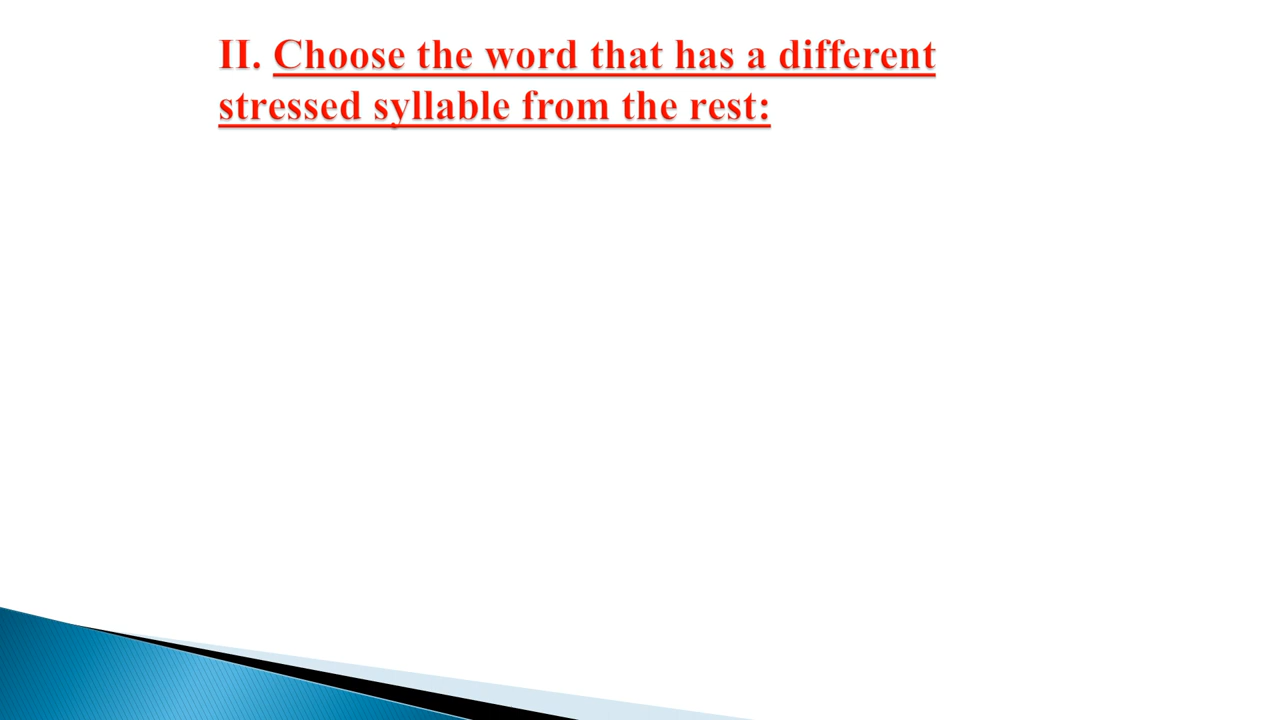 II. Choose the word that has a different
stressed syllable from the rest: